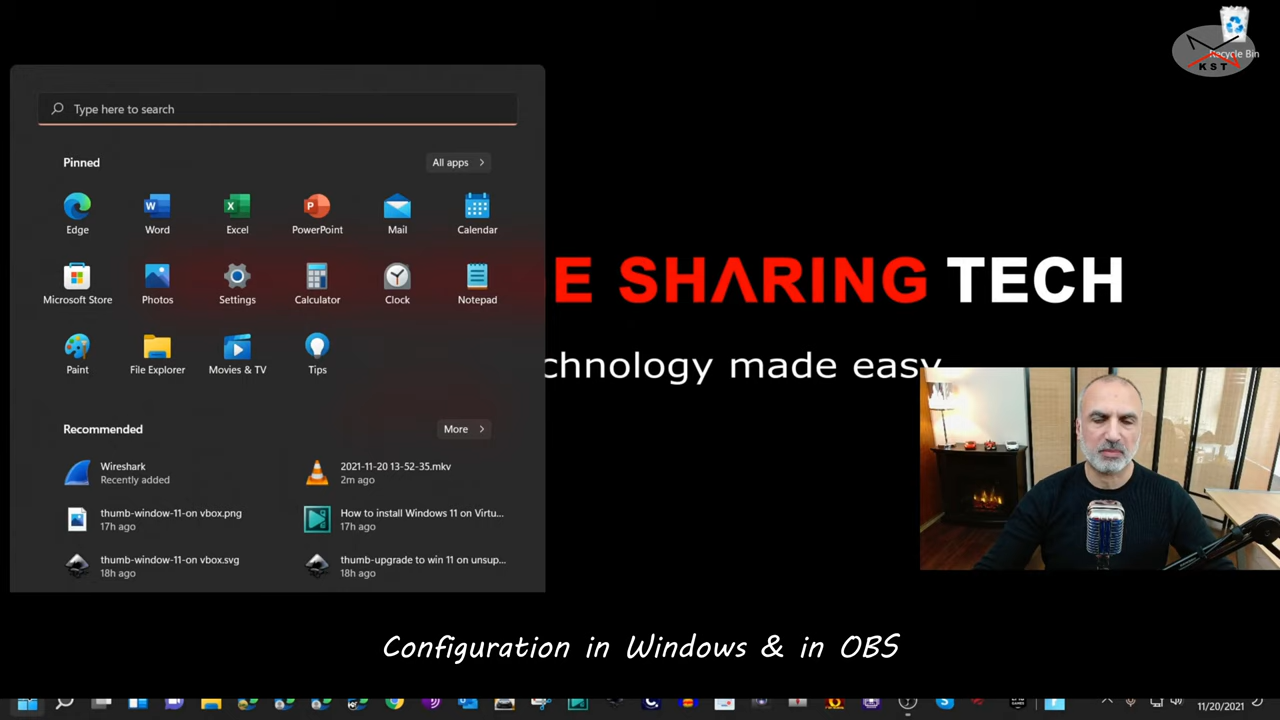 Recycle Bin
KST
Type here to search
Pinned
All apps
Edge
Word
Excel
PowerPoint
Mail
Calendar
Microsoft Store
Photos
Settings
Calculator
Clock
Notepad
Paint
File Explorer
Movies & TV
Tips
E SHARING TECH
chnology made easy
Recommended
More
Wireshark
Recently added
2021-11-20 13-52-35.mkv
2m ago
thumb-window-11-on vbox.png
17h ago
How to install Windows 11 on Virtu...
17h ago
thumb-window-11-on vbox.svg
18h ago
thumb-upgrade to win 11 on unsup...
18h ago
Configuration in Windows & in OBS
11/20/2021